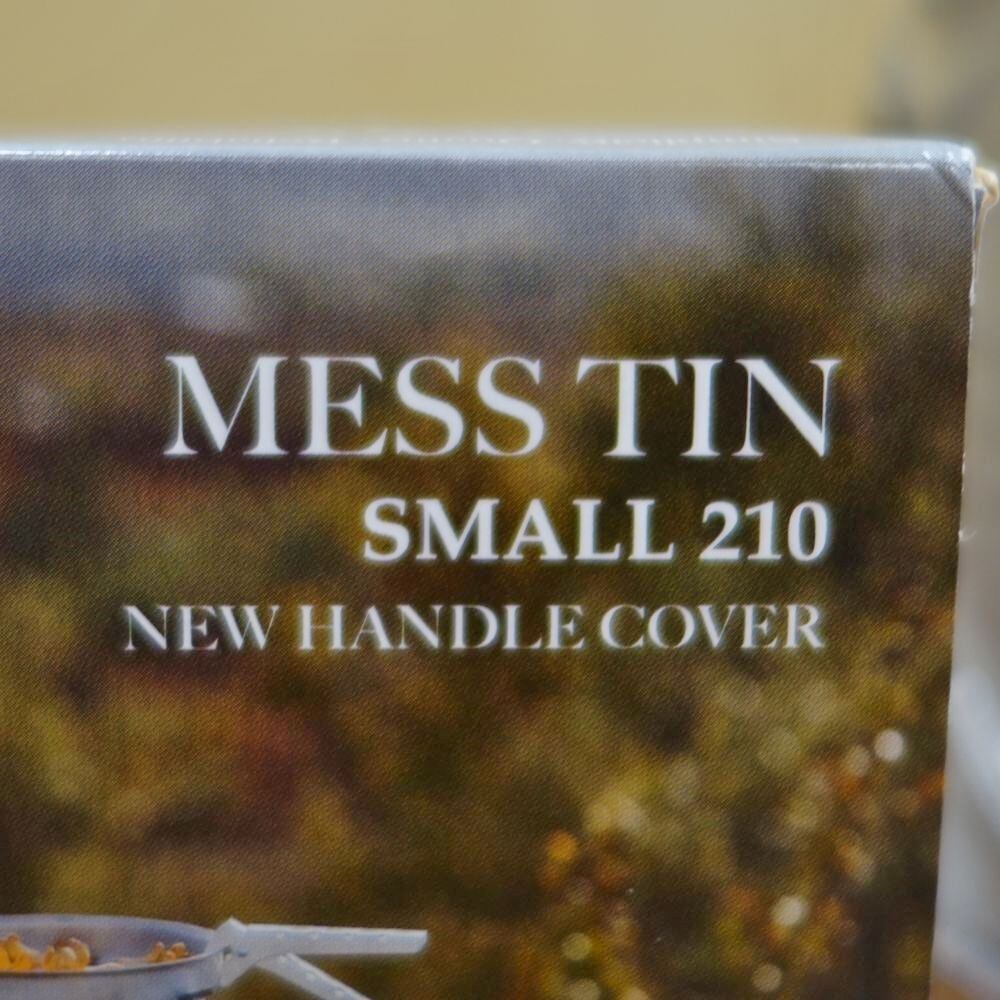 MESS TIN
SMALL 210
NEW HANDLE COVER